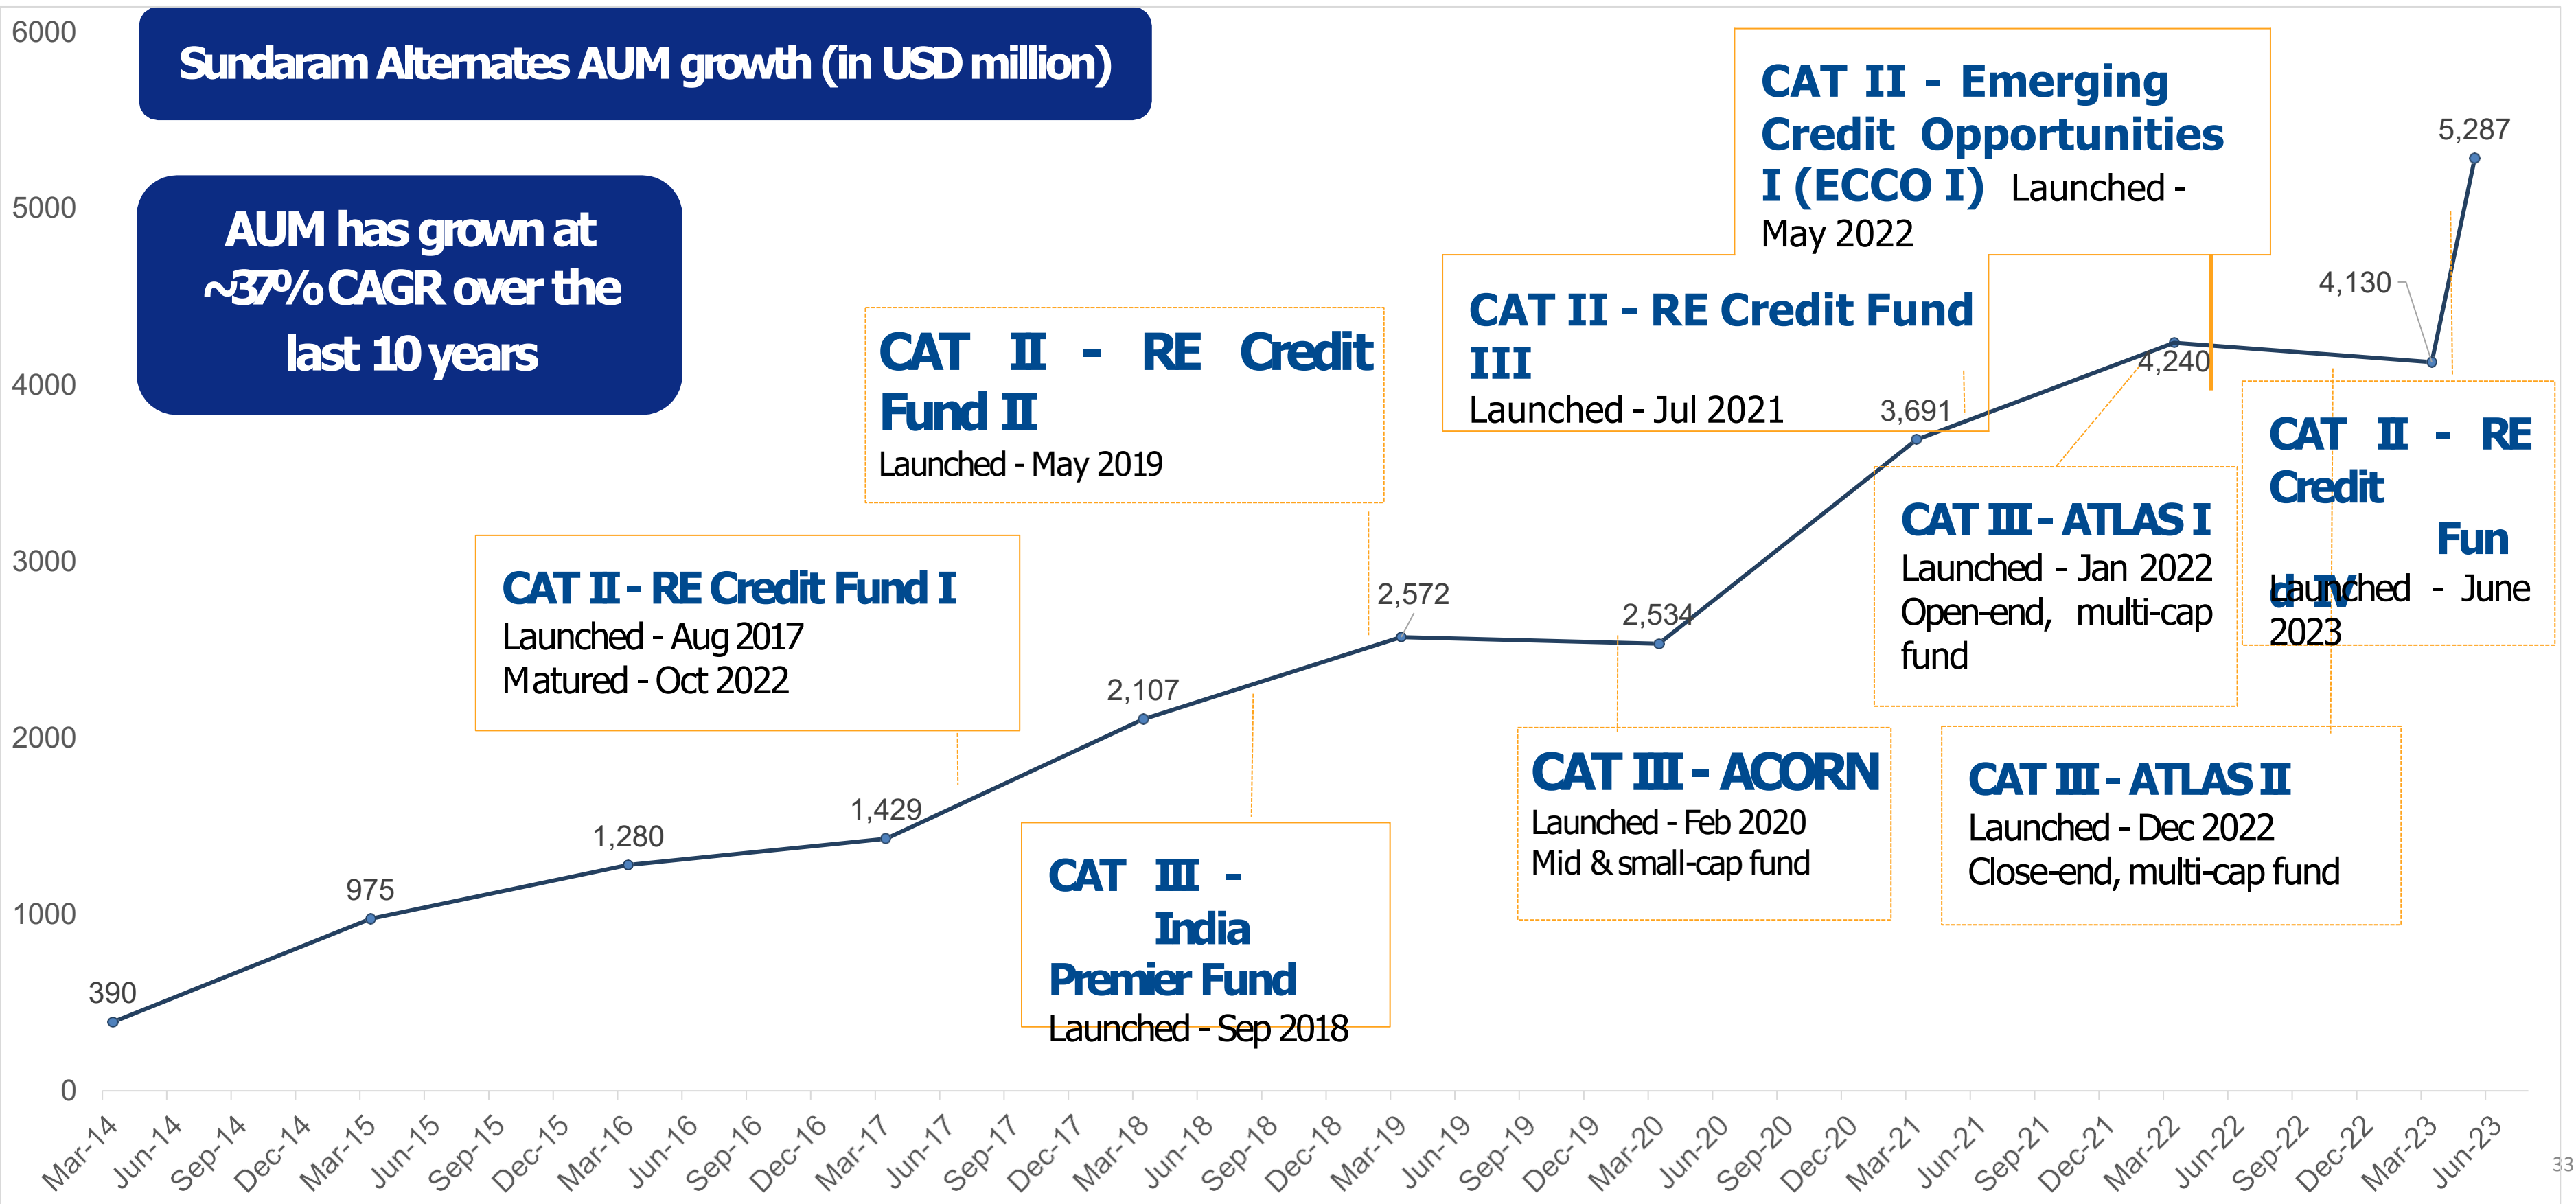 Sundaram Alternates AUM growth (in USD million)
AUM has grown at
~37% CAGR over the
last 10 years
CAT II - Emerging
Credit Opportunities
I (ECCO I) Launched -
May 2022
CAT II - RE Credit Fund
III
Launched - Jul 2021
CAT II - RE Credit
Fund II
Launched - May 2019
CAT II - RE Credit Fund I
Launched - Aug 2017
Matured - Oct 2022
CAT III -
India
Premier Fund
Launched - Sep 2018
CAT III - ACORN
Launched - Feb 2020
Mid & small-cap fund
CAT III - ATLAS I
Launched - Jan 2022
Open-end, multi-cap
fund
CAT III - ATLAS II
Launched - Dec 2022
Close-end, multi-cap fund
CAT II - RE
Credit
Fun
d IV
Launched - June
2023
390
975
1,280
1,429
2,107
2,572
2,534
3,691
4,240
4,130
5,287
6000
5000
4000
3000
2000
1000
0
Mar-14
Jun-14
Sep-14
Dec-14
Mar-15
Jun-15
Sep-15
Dec-15
Mar-16
Jun-16
Sep-16
Dec-16
Mar-17
Jun-17
Sep-17
Dec-17
Mar-18
Jun-18
Sep-18
Dec-18
Mar-19
Jun-19
Sep-19
Dec-19
Mar-20
Jun-20
Sep-20
Dec-20
Mar-21
Jun-21
Sep-21
Dec-21
Mar-22
Jun-22
Sep-22
Dec-22
Mar-23
Jun-23
33